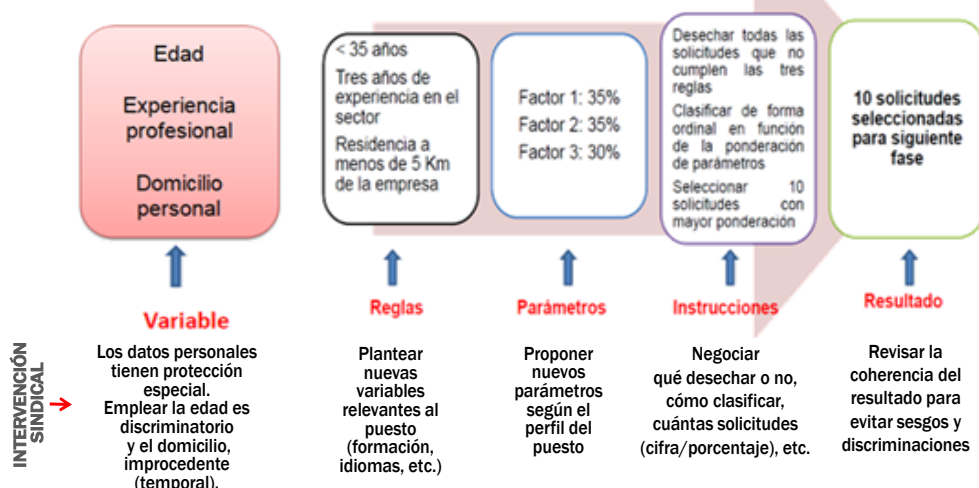 Edad
Experiencia
profesional
Domicilio
personal
< 35 años
Tres años de
experiencia en el
sector
Residencia a
menos de 5 Km
de la empresa
Factor 1: 35%
Factor 2: 35%
Factor 3: 30%
Desechar todas las
solicitudes que no
cumplen las tres
reglas
Clasificar de forma
ordinal en función
de la ponderación
de parámetros
Seleccionar 10
solicitudes con
mayor ponderación
10 solicitudes
seleccionadas
para siguiente
fase
Variable
Reglas
Parámetros
Instrucciones
Resultado
INTERVENCIÓN
SINDICAL
Los datos personales
tienen protección
especial.
Emplear la edad es
discriminatorio
y el domicilio,
improcedente
(temporal).
Plantear
nuevas
variables
relevantes al
puesto
(formación,
idiomas, etc.)
Proponer
nuevos
parámetros
según el
perfil del
puesto
Negociar
qué desechar o no,
cómo clasificar,
cuántas solicitudes
(cifra/porcentaje), etc.
Revisar la
coherencia del
resultado para
evitar sesgos y
discriminaciones